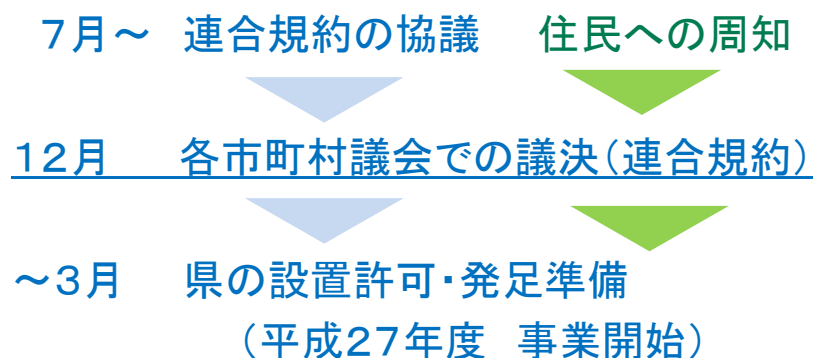 7月～ 連合規約の協議 住民への周知
12月 各市町村議会での議決（連合規約）
～3月 県の設置許可・発足準備
（平成27年度 事業開始）